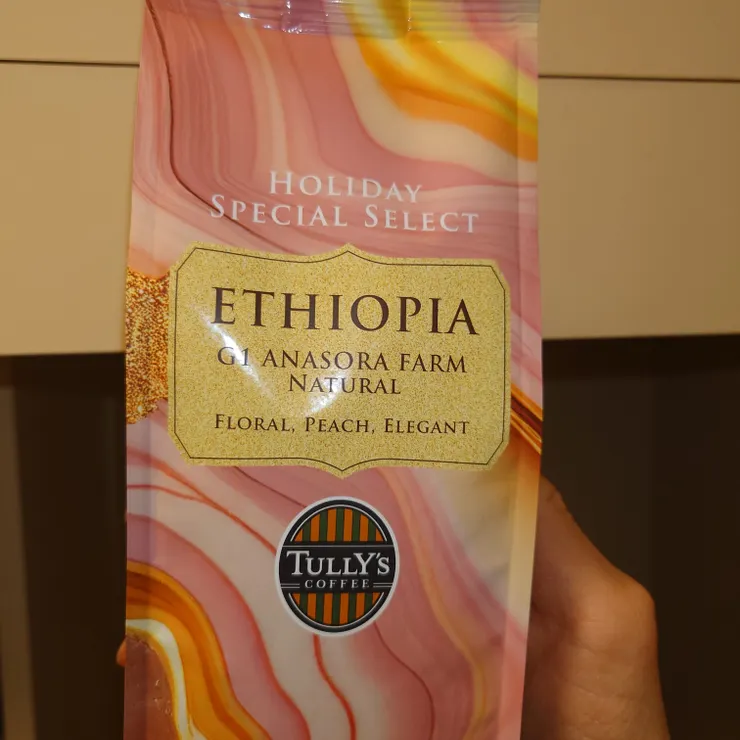 HOLIDAY
SPECIAL SELECT
ETHIOPIA
G1 ANASORA FARM
NATURAL
FLORAL, PEACH, ELEGANT
TULLY'S
COFFEE